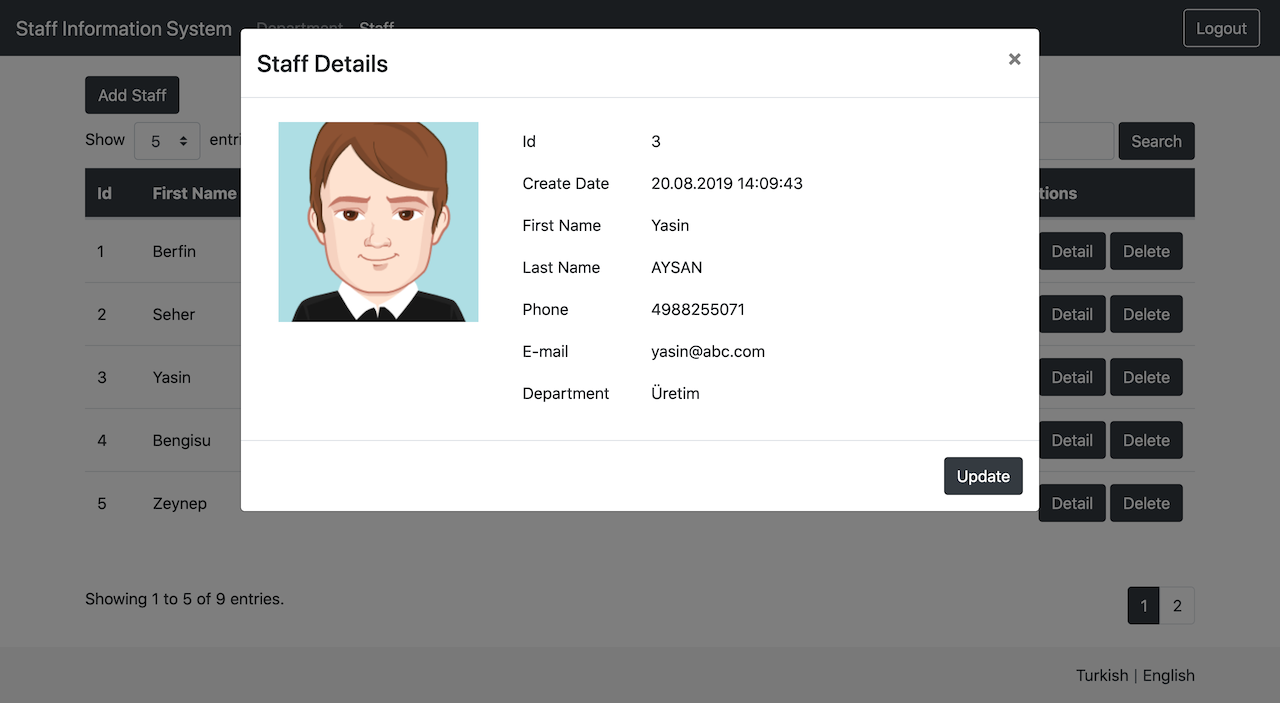 Staff Information System Department Staff Logout
Staff Details ×
Add Staff
Show 5 entri Search
Id First Name tions
Id 3
Create Date 20.08.2019 14:09:43
First Name Yasin
Last Name AYSAN
Phone 4988255071
E-mail yasin@abc.com
Department Üretim
Update
1 Berfin Detail Delete
2 Seher Detail Delete
3 Yasin Detail Delete
4 Bengisu Detail Delete
5 Zeynep Detail Delete
Showing 1 to 5 of 9 entries. 1 2
Turkish | English